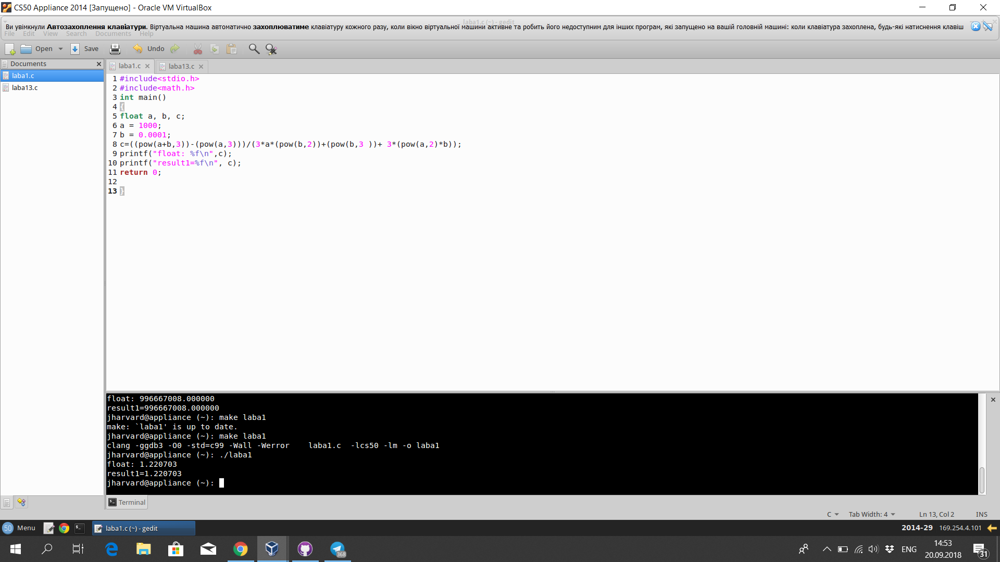 CS50 Appliance 2014 [Запущено] - Oracle VM VirtualBox
laba1.c (~) - gedit
Ви увімкнули Автозахоплення клавіатури. Віртуальна машина автоматично захоплюватиме клавіатуру кожного разу, коли вікно віртуальної машини активне та робить його недоступним для інших програм, які запущено на вашій головній машині: коли клавіатура захоплена, будь-які натиснення клавіш
File Edit View Search Documents Help
Open Save Undo
Documents
laba1.c
laba13.c
laba1.c laba13.c
1 #include<stdio.h>
2 #include<math.h>
3 int main()
4 {
5 float a, b, c;
6 a = 1000;
7 b = 0.0001;
8 c=((pow(a+b,3))-(pow(a,3)))/(3*a*(pow(b,2))+(pow(b,3 ))+ 3*(pow(a,2)*b));
9 printf("float: %f\n",c);
10 printf("result1=%f\n", c);
11 return 0;
12
13 }
float: 996667008.000000
result1=996667008.000000
jharvard@appliance (~): make laba1
make: `laba1' is up to date.
jharvard@appliance (~): make laba1
clang -ggdb3 -O0 -std=c99 -Wall -Werror    laba1.c  -lcs50 -lm -o laba1
jharvard@appliance (~): ./laba1
float: 1.220703
result1=1.220703
jharvard@appliance (~):
Terminal
C Tab Width: 4 Ln 13, Col 2 INS
50 Menu laba1.c (~) - gedit 2014-29 169.254.4.101
368 ENG 14:53
20.09.2018 31